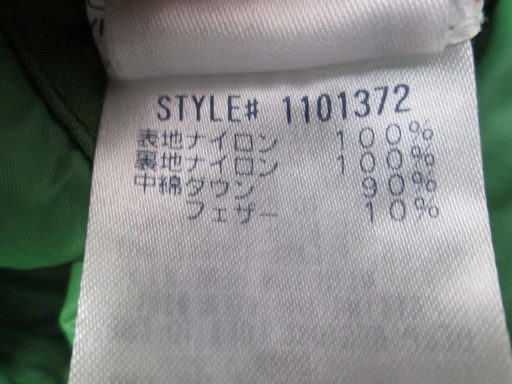 STYLE# 1101372
表地ナイロン 100%
裏地ナイロン 100%
中綿ダウン 90%
フェザー 10%